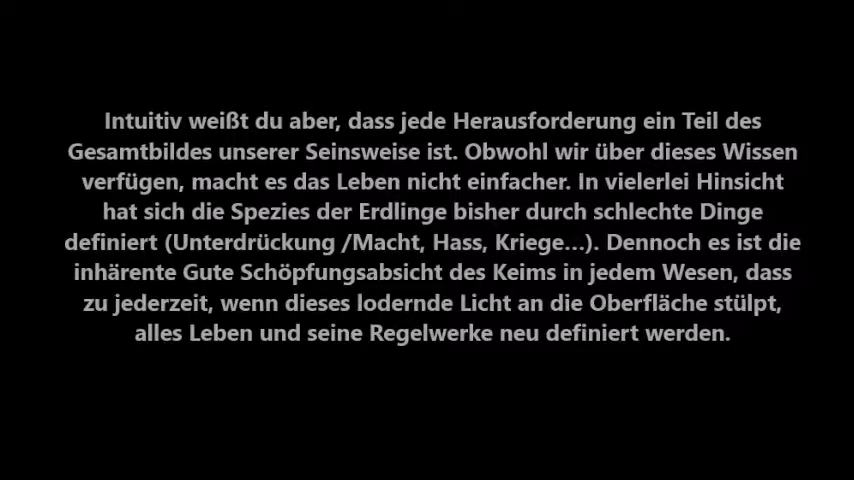 Intuitiv weißt du aber, dass jede Herausforderung ein Teil des
Gesamtbildes unserer Seinsweise ist. Obwohl wir über dieses Wissen
verfügen, macht es das Leben nicht einfacher. In vielerlei Hinsicht
hat sich die Spezies der Erdlinge bisher durch schlechte Dinge
definiert (Unterdrückung /Macht, Hass, Kriege...). Dennoch es ist die
inhärente Gute Schöpfungsabsicht des Keims in jedem Wesen, dass
zu jederzeit, wenn dieses lodernde Licht an die Oberfläche stülpt,
alles Leben und seine Regelwerke neu definiert werden.